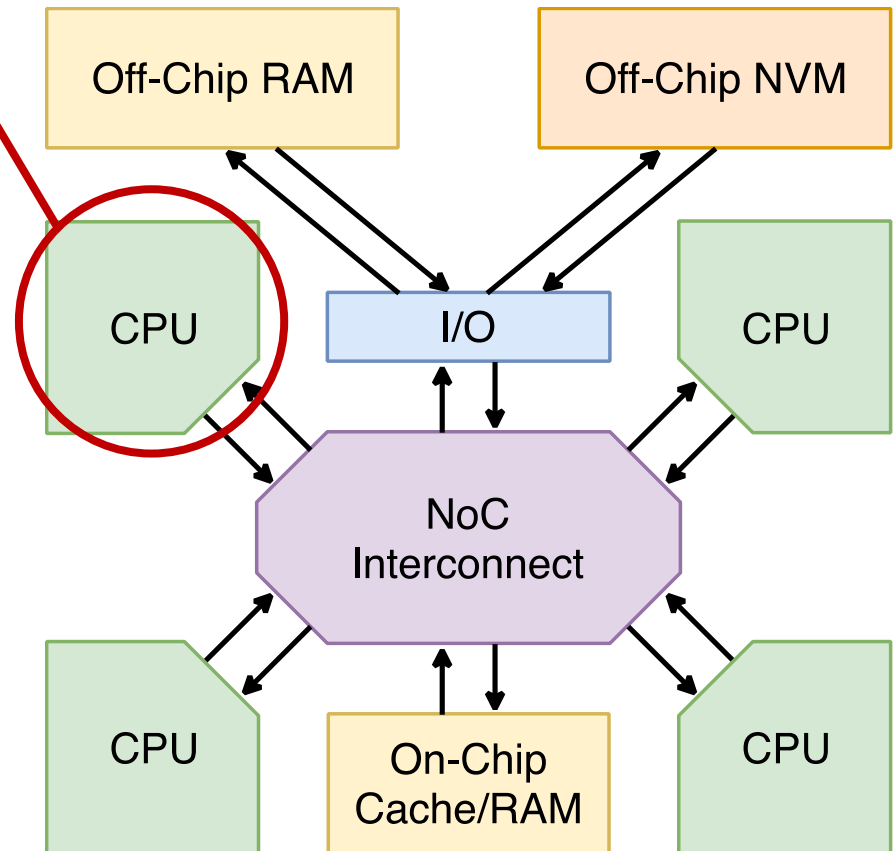 Off-Chip RAM
Off-Chip NVM
CPU
I/O
CPU
NoC
Interconnect
CPU
On-Chip
Cache/RAM
CPU